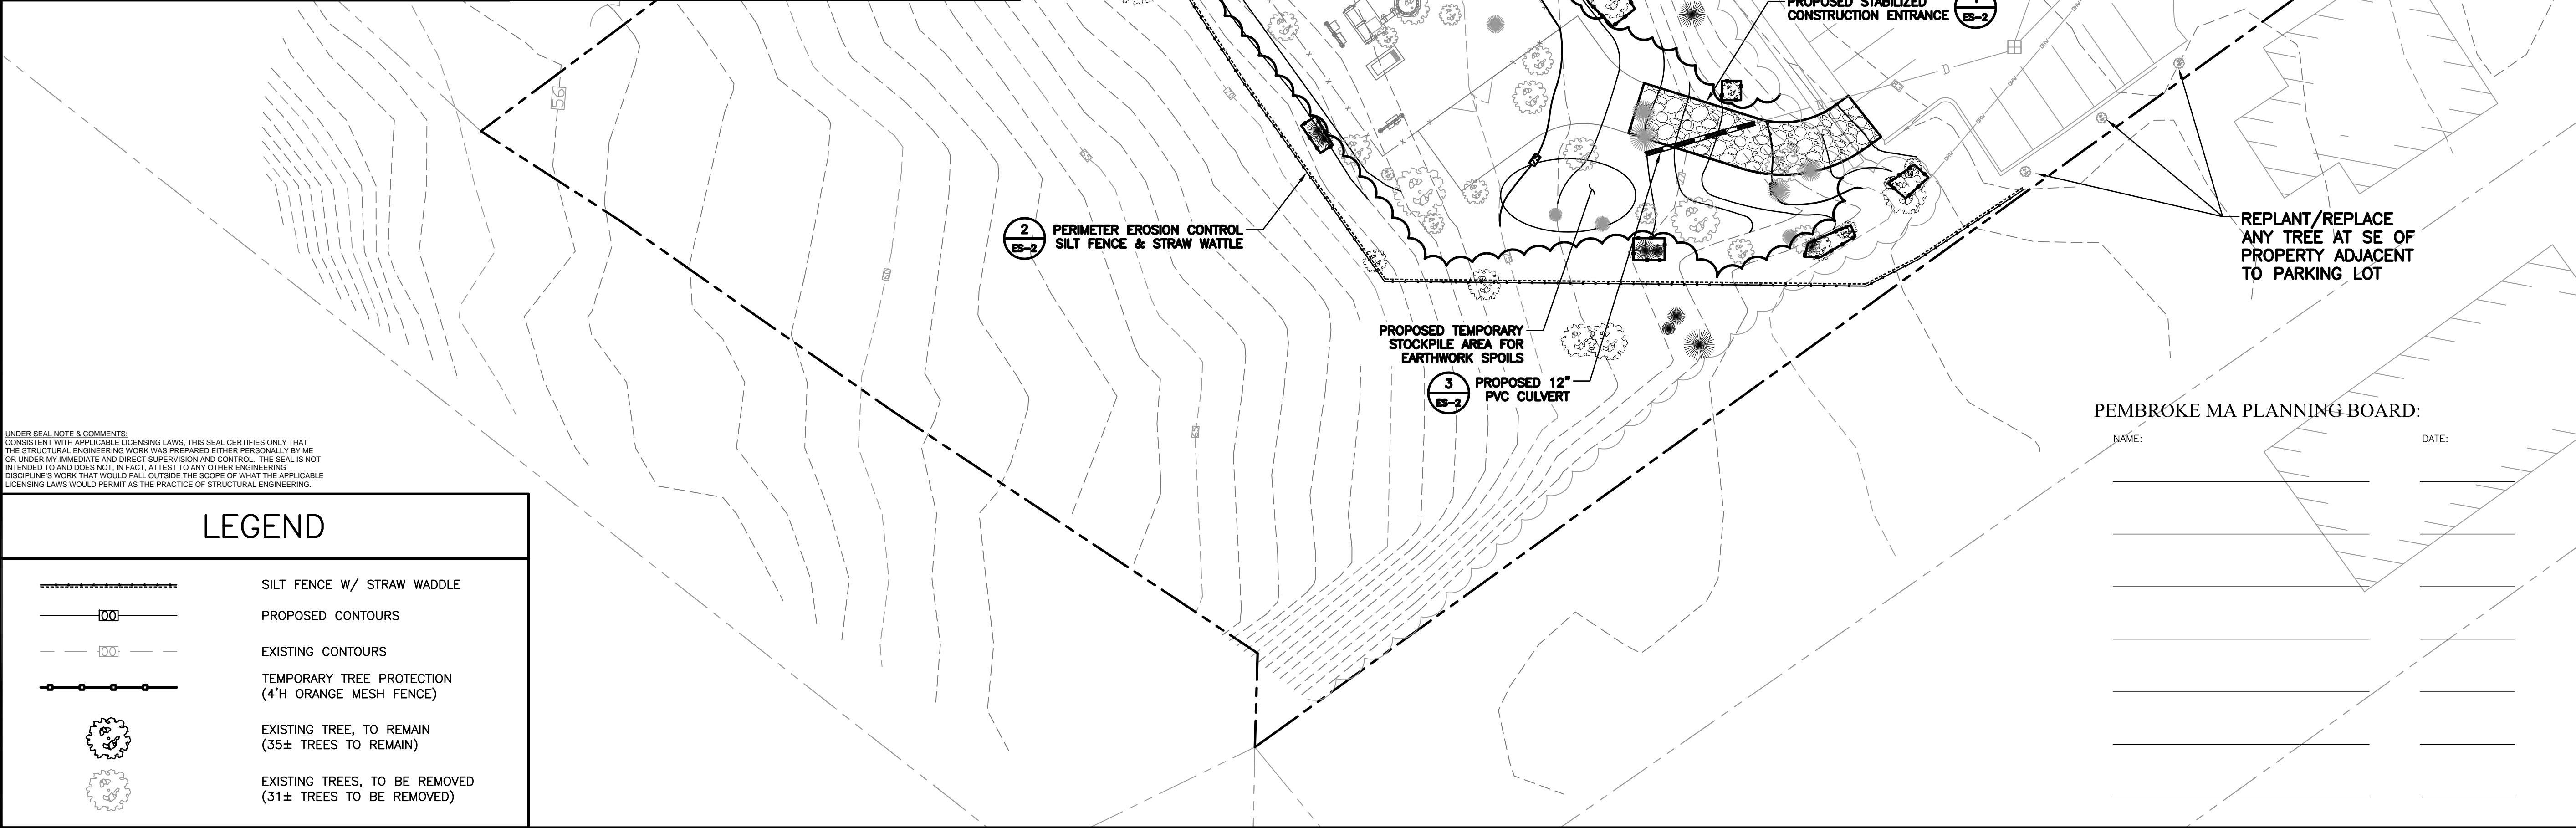 PROPOSED STABILIZED
CONSTRUCTION ENTRANCE
1
ES-2
56
60
65
72
D
OHW
2
ES-2
PERIMETER EROSION CONTROL
SILT FENCE & STRAW WATTLE
REPLANT/REPLACE
ANY TREE AT SE OF
PROPERTY ADJACENT
TO PARKING LOT
PROPOSED TEMPORARY
STOCKPILE AREA FOR
EARTHWORK SPOILS
3
ES-2
PROPOSED 12"
PVC CULVERT
PEMBROKE MA PLANNING BOARD:
NAME:
DATE:
UNDER SEAL NOTE & COMMENTS:
CONSISTENT WITH APPLICABLE LICENSING LAWS, THIS SEAL CERTIFIES ONLY THAT
THE STRUCTURAL ENGINEERING WORK WAS PREPARED EITHER PERSONALLY BY ME
OR UNDER MY IMMEDIATE AND DIRECT SUPERVISION AND CONTROL. THE SEAL IS NOT
INTENDED TO AND DOES NOT, IN FACT, ATTEST TO ANY OTHER ENGINEERING
DISCIPLINE'S WORK THAT WOULD FALL OUTSIDE THE SCOPE OF WHAT THE APPLICABLE
LICENSING LAWS WOULD PERMIT AS THE PRACTICE OF STRUCTURAL ENGINEERING.
LEGEND
SILT FENCE W/ STRAW WADDLE
00
PROPOSED CONTOURS
00
EXISTING CONTOURS
TEMPORARY TREE PROTECTION
(4'H ORANGE MESH FENCE)
EXISTING TREE, TO REMAIN
(35± TREES TO REMAIN)
EXISTING TREES, TO BE REMOVED
(31± TREES TO BE REMOVED)